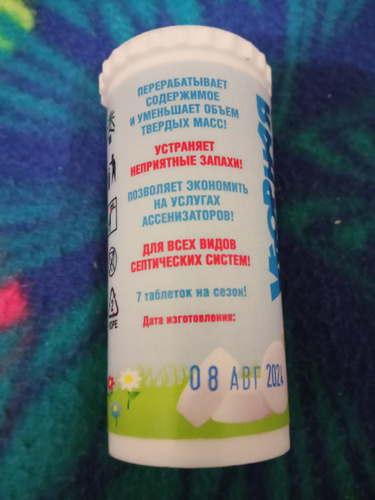 ПЕРЕРАБАТЫВАЕТ
СОДЕРЖИМОЕ
И УМЕНЬШАЕТ ОБЪЕМ
ТВЕРДЫХ МАСС!
УСТРАНЯЕТ
НЕПРИЯТНЫЕ ЗАПАХИ!
ПОЗВОЛЯЕТ ЭКОНОМИТЬ
НА УСЛУГАХ
АССЕНИЗАТОРОВ!
ДЛЯ ВСЕХ ВИДОВ
СЕПТИЧЕСКИХ СИСТЕМ!
7 таблеток на сезон!
Дата изготовления:
08 АВГ 2024